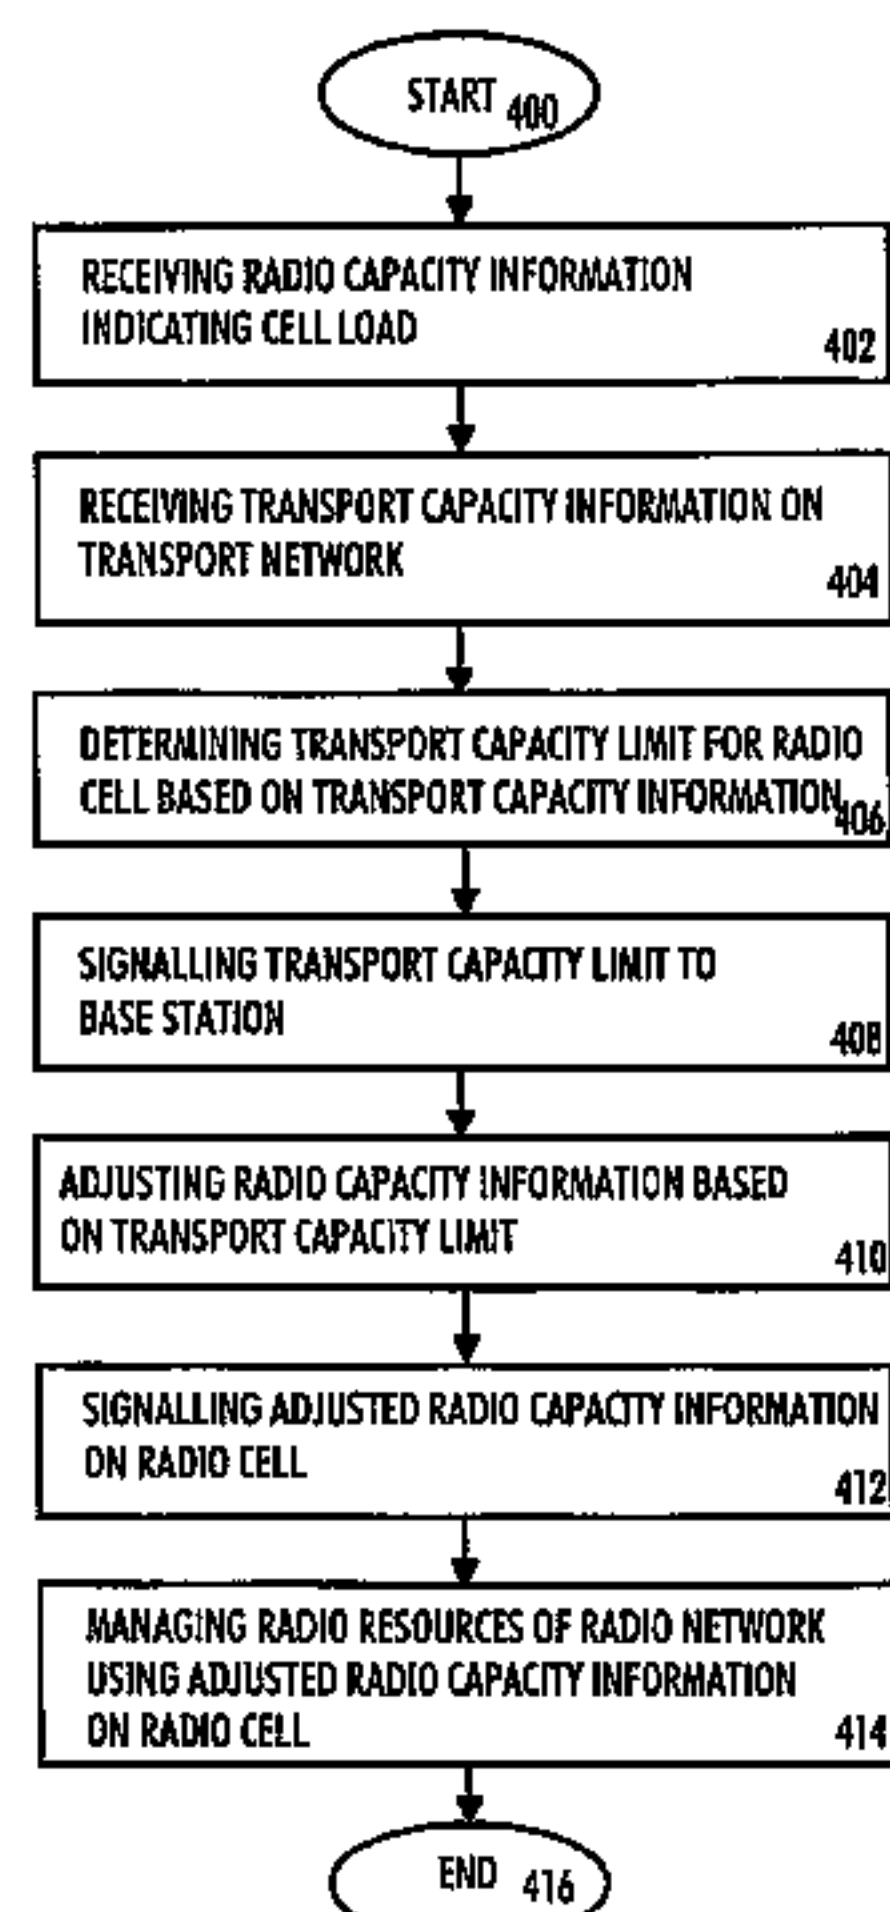 START 400
RECEIVING RADIO CAPACITY INFORMATION
INDICATING CELL LOAD
402
RECEIVING TRANSPORT CAPACITY INFORMATION ON
TRANSPORT NETWORK
404
DETERMINING TRANSPORT CAPACITY LIMIT FOR RADIO
CELL BASED ON TRANSPORT CAPACITY INFORMATION
406
SIGNALLING TRANSPORT CAPACITY LIMIT TO
BASE STATION
408
ADJUSTING RADIO CAPACITY INFORMATION BASED
ON TRANSPORT CAPACITY LIMIT
410
SIGNALLING ADJUSTED RADIO CAPACITY INFORMATION
ON RADIO CELL
412
MANAGING RADIO RESOURCES OF RADIO NETWORK
USING ADJUSTED RADIO CAPACITY INFORMATION
ON RADIO CELL
414
END 416